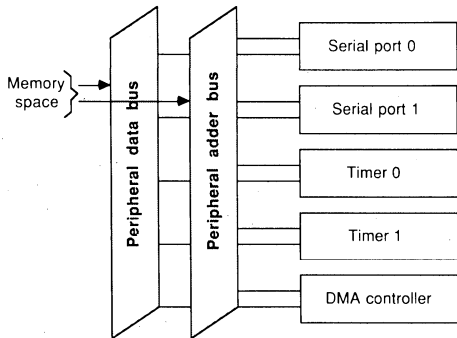 Memory
space
Peripheral data bus
Peripheral adder bus
Serial port 0
Serial port 1
Timer 0
Timer 1
DMA controller